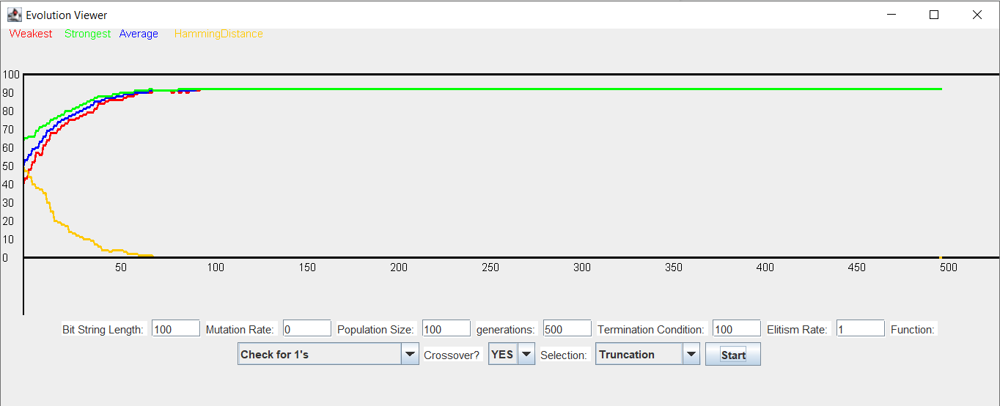 Evolution Viewer
Weakest Strongest Average HammingDistance
100
90
80
70
60
50
40
30
20
10
0
50 100 150 200 250 300 350 400 450 500
Bit String Length: 100 Mutation Rate: 0 Population Size: 100 generations: 500 Termination Condition: 100 Elitism Rate: 1 Function:
Check for 1's Crossover? YES Selection: Truncation Start